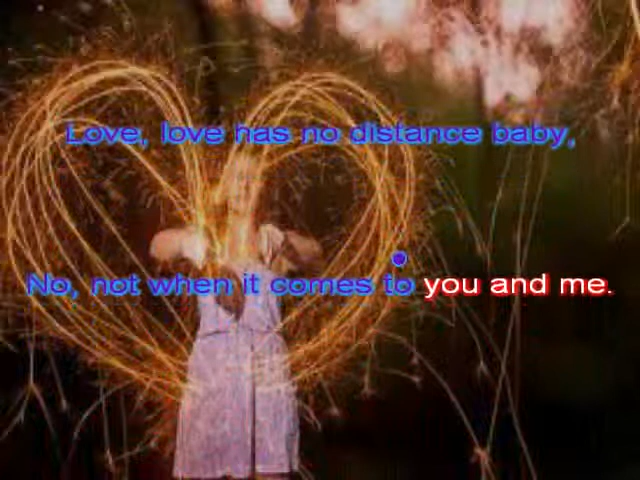 Love, love has no distance baby,
No, not when it comes to you and me.